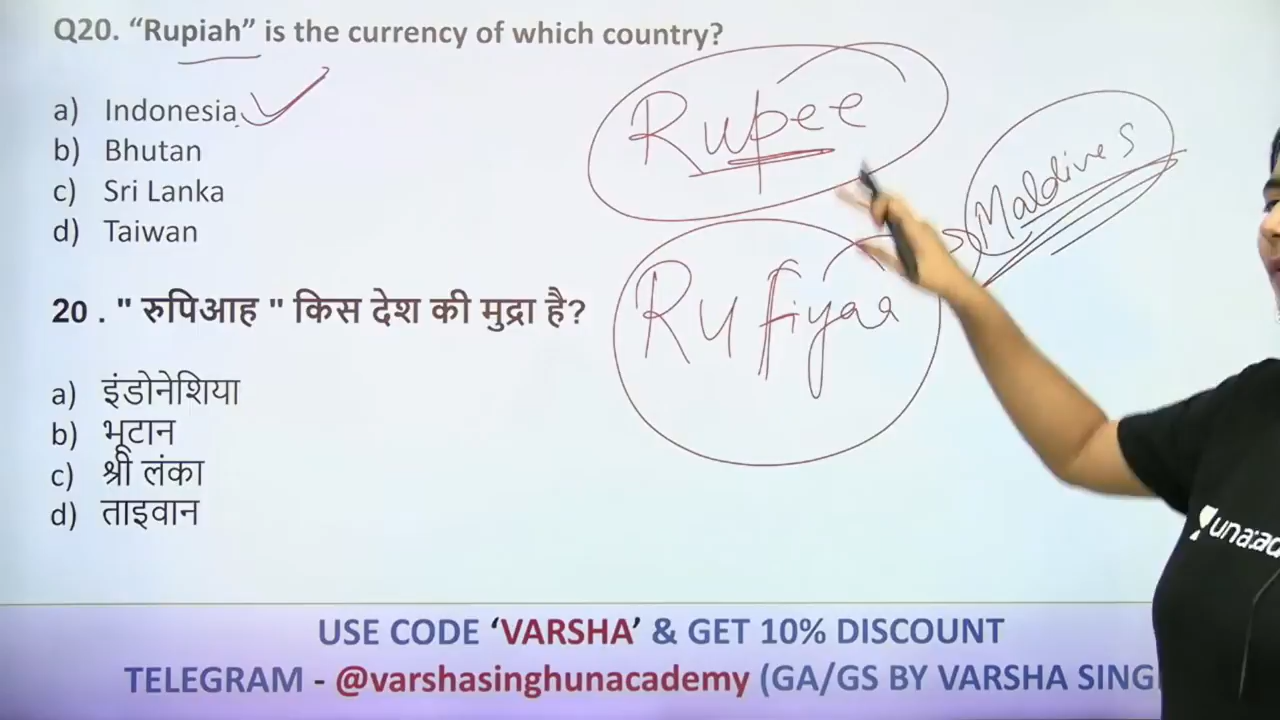 Q20. “Rupiah” is the currency of which country?
a) Indonesia
b) Bhutan
c) Sri Lanka
d) Taiwan
Rupee
Maldives
Rufiyaa
20 . " रुपिआह " किस देश की मुद्रा है?
a) इंडोनेशिया
b) भूटान
c) श्री लंका
d) ताइवान
unacad
USE CODE ‘VARSHA’ & GET 10% DISCOUNT
TELEGRAM - @varshasinghunacademy (GA/GS BY VARSHA SING